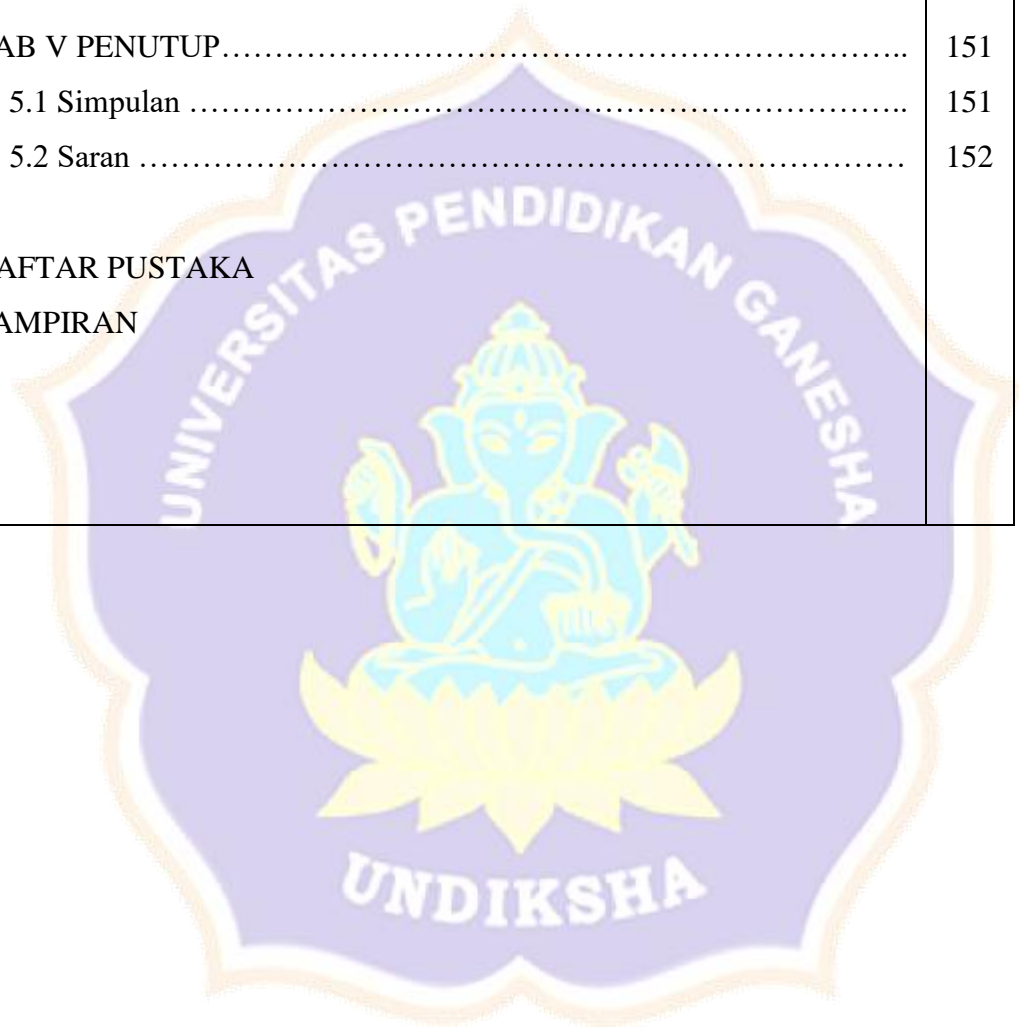 AB V PENUTUP…………………………………………………………….. 151
5.1 Simpulan ……………………………………………………………….. 151
5.2 Saran …………………………………………………………………… 152
AFTAR PUSTAKA
AMPIRAN
UNIVERSITAS PENDIDIKAN GANESHA
UNDIKSHA